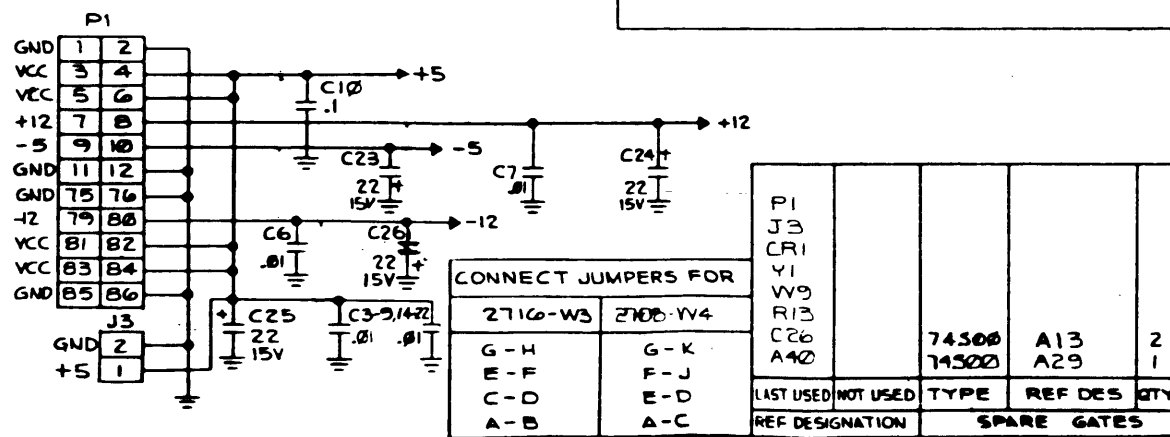 P1
GND 1 2
VCC 3 4
VCC 5 6
+12 7 8
-5 9 10
GND 11 12
GND 75 76
-12 79 80
VCC 81 82
VCC 83 84
GND 85 86
J3
GND 2
+5 1
+5
C10
.1
+12
-5
C23
22 +
15V
C7
.01
C24 +
22
15V
-12
C6
.01
C26
22 +
15V
+ C25
22
15V
C3-9,14-22
.01 .01
CONNECT JUMPERS FOR
2716-W3 2708-W4
G-H G-K
E-F F-J
C-D E-D
A-B A-C
P1
J3
CR1
Y1
W9
R13
C26 74S00 A13 2
A40 74S00 A29 1
LAST USED NOT USED TYPE REF DES QTY
REF DESIGNATION SPARE GATES